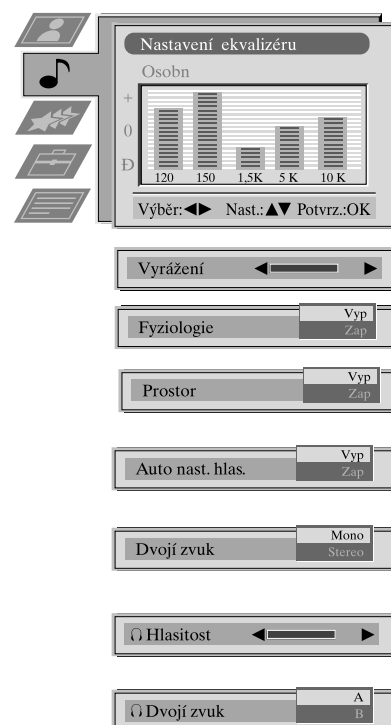 Nastavení ekvalizéru
Osobn
+
0
Đ
120 150 1,5K 5 K 10 K
Výběr:◀▶ Nast.:▲▼ Potvrz.:OK
Vyrážení ◀ ▶
Vyp
Fyziologie
Zap
Vyp
Prostor
Zap
Vyp
Auto nast. hlas.
Zap
Mono
Dvojí zvuk
Stereo
Hlasitost ◀ ▶
A
Dvojí zvuk
B